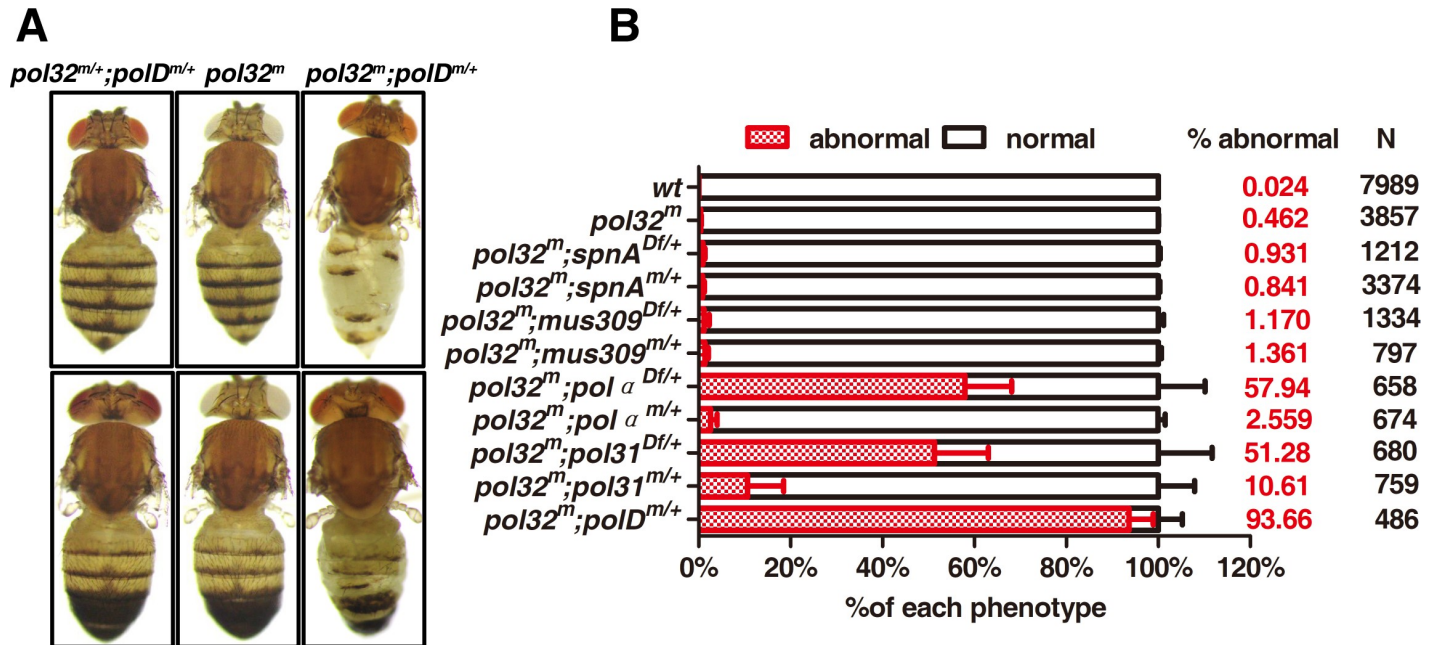 A
B
pol32m/+;polDm/+ pol32m pol32m;polDm/+
abnormal normal % abnormal N
wt 0.024 7989
pol32m 0.462 3857
pol32m;spnADf/+ 0.931 1212
pol32m;spnAm/+ 0.841 3374
pol32m;mus309Df/+ 1.170 1334
pol32m;mus309m/+ 1.361 797
pol32m;pol αDf/+ 57.94 658
pol32m;pol αm/+ 2.559 674
pol32m;pol31Df/+ 51.28 680
pol32m;pol31m/+ 10.61 759
pol32m;polDm/+ 93.66 486
0% 20% 40% 60% 80% 100% 120%
%of each phenotype